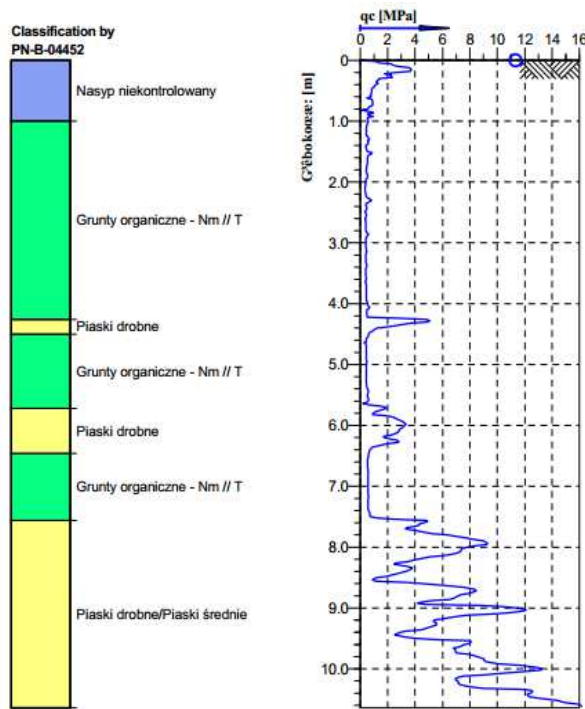 Classification by
PN-B-04452
Nasyp niekontrolowany
Grunty organiczne - Nm // T
Piaski drobne
Grunty organiczne - Nm // T
Piaski drobne
Grunty organiczne - Nm // T
Piaski drobne/Piaski średnie
qc [MPa]
0 2 4 6 8 10 12 14 16
G³êbokoœæ: [m]
0
1.0
2.0
3.0
4.0
5.0
6.0
7.0
8.0
9.0
10.0